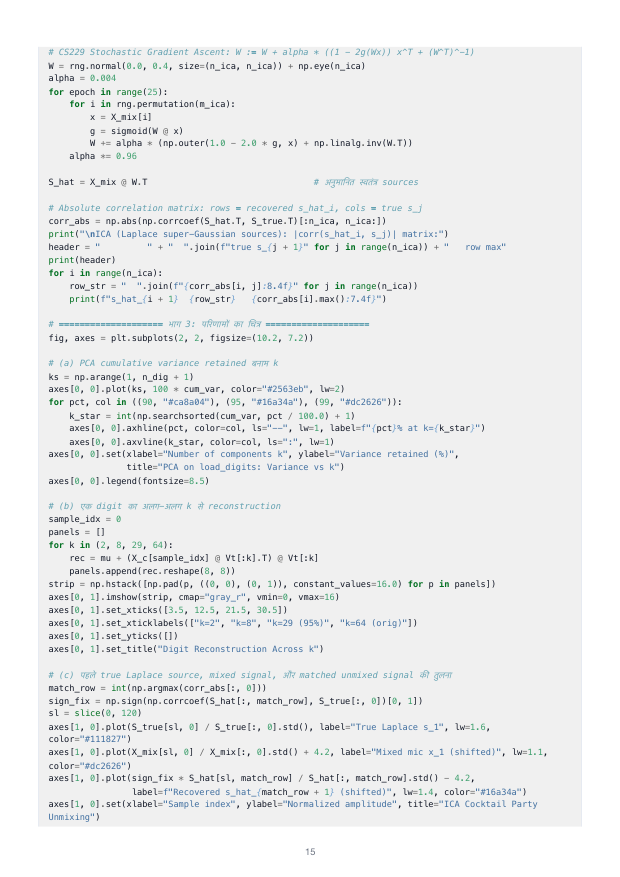 # CS229 Stochastic Gradient Ascent: W := W + alpha * ((1 − 2g(Wx)) x^T + (W^T)^−1)
W = rng.normal(0.0, 0.4, size=(n_ica, n_ica)) + np.eye(n_ica)
alpha = 0.004
for epoch in range(25):
    for i in rng.permutation(m_ica):
        x = X_mix[i]
        g = sigmoid(W @ x)
        W += alpha * (np.outer(1.0 − 2.0 * g, x) + np.linalg.inv(W.T))
    alpha *= 0.96
S_hat = X_mix @ W.T                                # अनुमानित स्वतंत्र sources
# Absolute correlation matrix: rows = recovered s_hat_i, cols = true s_j
corr_abs = np.abs(np.corrcoef(S_hat.T, S_true.T)[:n_ica, n_ica:])
print("\nICA (Laplace super−Gaussian sources): |corr(s_hat_i, s_j)| matrix:")
header = "         " + "  ".join(f"true s_{j + 1}" for j in range(n_ica)) + "   row max"
print(header)
for i in range(n_ica):
    row_str = "  ".join(f"{corr_abs[i, j]:8.4f}" for j in range(n_ica))
    print(f"s_hat_{i + 1}  {row_str}   {corr_abs[i].max():7.4f}")
# ==================== भाग 3: परिणामों का चित्र ====================
fig, axes = plt.subplots(2, 2, figsize=(10.2, 7.2))
# (a) PCA cumulative variance retained बनाम k
ks = np.arange(1, n_dig + 1)
axes[0, 0].plot(ks, 100 * cum_var, color="#2563eb", lw=2)
for pct, col in ((90, "#ca8a04"), (95, "#16a34a"), (99, "#dc2626")):
    k_star = int(np.searchsorted(cum_var, pct / 100.0) + 1)
    axes[0, 0].axhline(pct, color=col, ls="−−", lw=1, label=f"{pct}% at k={k_star}")
    axes[0, 0].axvline(k_star, color=col, ls=":", lw=1)
axes[0, 0].set(xlabel="Number of components k", ylabel="Variance retained (%)",
               title="PCA on load_digits: Variance vs k")
axes[0, 0].legend(fontsize=8.5)
# (b) एक digit का अलग−अलग k से reconstruction
sample_idx = 0
panels = []
for k in (2, 8, 29, 64):
    rec = mu + (X_c[sample_idx] @ Vt[:k].T) @ Vt[:k]
    panels.append(rec.reshape(8, 8))
strip = np.hstack([np.pad(p, ((0, 0), (0, 1)), constant_values=16.0) for p in panels])
axes[0, 1].imshow(strip, cmap="gray_r", vmin=0, vmax=16)
axes[0, 1].set_xticks([3.5, 12.5, 21.5, 30.5])
axes[0, 1].set_xticklabels(["k=2", "k=8", "k=29 (95%)", "k=64 (orig)"])
axes[0, 1].set_yticks([])
axes[0, 1].set_title("Digit Reconstruction Across k")
# (c) पहले true Laplace source, mixed signal, और matched unmixed signal की तुलना
match_row = int(np.argmax(corr_abs[:, 0]))
sign_fix = np.sign(np.corrcoef(S_hat[:, match_row], S_true[:, 0])[0, 1])
sl = slice(0, 120)
axes[1, 0].plot(S_true[sl, 0] / S_true[:, 0].std(), label="True Laplace s_1", lw=1.6,
color="#111827")
axes[1, 0].plot(X_mix[sl, 0] / X_mix[:, 0].std() + 4.2, label="Mixed mic x_1 (shifted)", lw=1.1,
color="#dc2626")
axes[1, 0].plot(sign_fix * S_hat[sl, match_row] / S_hat[:, match_row].std() − 4.2,
                label=f"Recovered s_hat_{match_row + 1} (shifted)", lw=1.4, color="#16a34a")
axes[1, 0].set(xlabel="Sample index", ylabel="Normalized amplitude", title="ICA Cocktail Party
Unmixing")
15